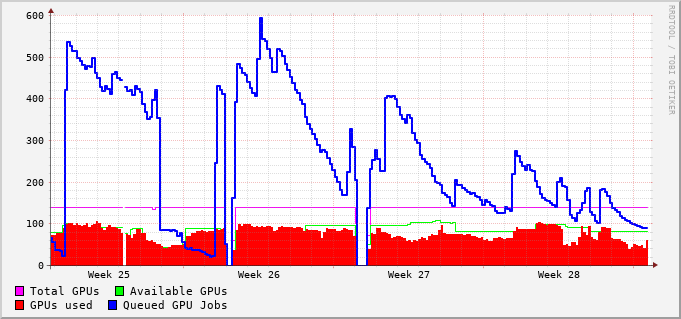 600
500
400
300
200
100
0
Week 25 Week 26 Week 27 Week 28
Total GPUs Available GPUs
GPUs used Queued GPU Jobs
RRDTOOL / TOBI OETIKER